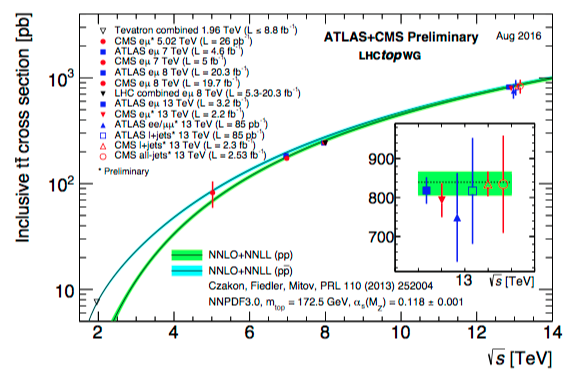 Inclusive tt̄ cross section [pb]
Tevatron combined 1.96 TeV (L ≤ 8.8 fb⁻¹)
CMS eμ* 5.02 TeV (L = 26 pb⁻¹)
ATLAS eμ 7 TeV (L = 4.6 fb⁻¹)
CMS eμ 7 TeV (L = 5 fb⁻¹)
ATLAS eμ 8 TeV (L = 20.3 fb⁻¹)
CMS eμ 8 TeV (L = 19.7 fb⁻¹)
LHC combined eμ 8 TeV (L = 5.3-20.3 fb⁻¹)
ATLAS eμ 13 TeV (L = 3.2 fb⁻¹)
CMS eμ* 13 TeV (L = 2.2 fb⁻¹)
ATLAS ee/μμ* 13 TeV (L = 85 pb⁻¹)
ATLAS l+jets* 13 TeV (L = 85 pb⁻¹)
CMS l+jets* 13 TeV (L = 2.3 fb⁻¹)
CMS all-jets* 13 TeV (L = 2.53 fb⁻¹)
* Preliminary
ATLAS+CMS Preliminary
LHCtopWG
Aug 2016
10³
10²
10
900
800
700
600
13
√s [TeV]
NNLO+NNLL (pp)
NNLO+NNLL (pp̄)
Czakon, Fiedler, Mitov, PRL 110 (2013) 252004
NNPDF3.0, m_top = 172.5 GeV, α_s(M_Z) = 0.118 ± 0.001
2 4 6 8 10 12 14
√s [TeV]